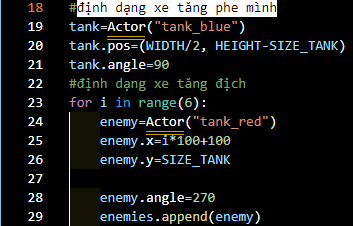 18 #định dạng xe tăng phe mình
19 tank=Actor("tank_blue")
20 tank.pos=(WIDTH/2, HEIGHT-SIZE_TANK)
21 tank.angle=90
22 #định dạng xe tăng địch
23 for i in range(6):
24     enemy=Actor("tank_red")
25     enemy.x=i*100+100
26     enemy.y=SIZE_TANK
27
28     enemy.angle=270
29     enemies.append(enemy)